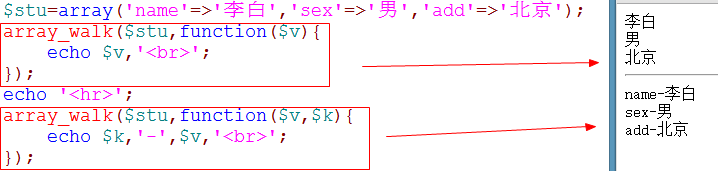 $stu=array('name'=>'李白','sex'=>'男','add'=>'北京');
array_walk($stu,function($v){
    echo $v,'<br>';
});
echo '<hr>';
array_walk($stu,function($v,$k){
    echo $k,'-',$v,'<br>';
});
李白
男
北京
name-李白
sex-男
add-北京